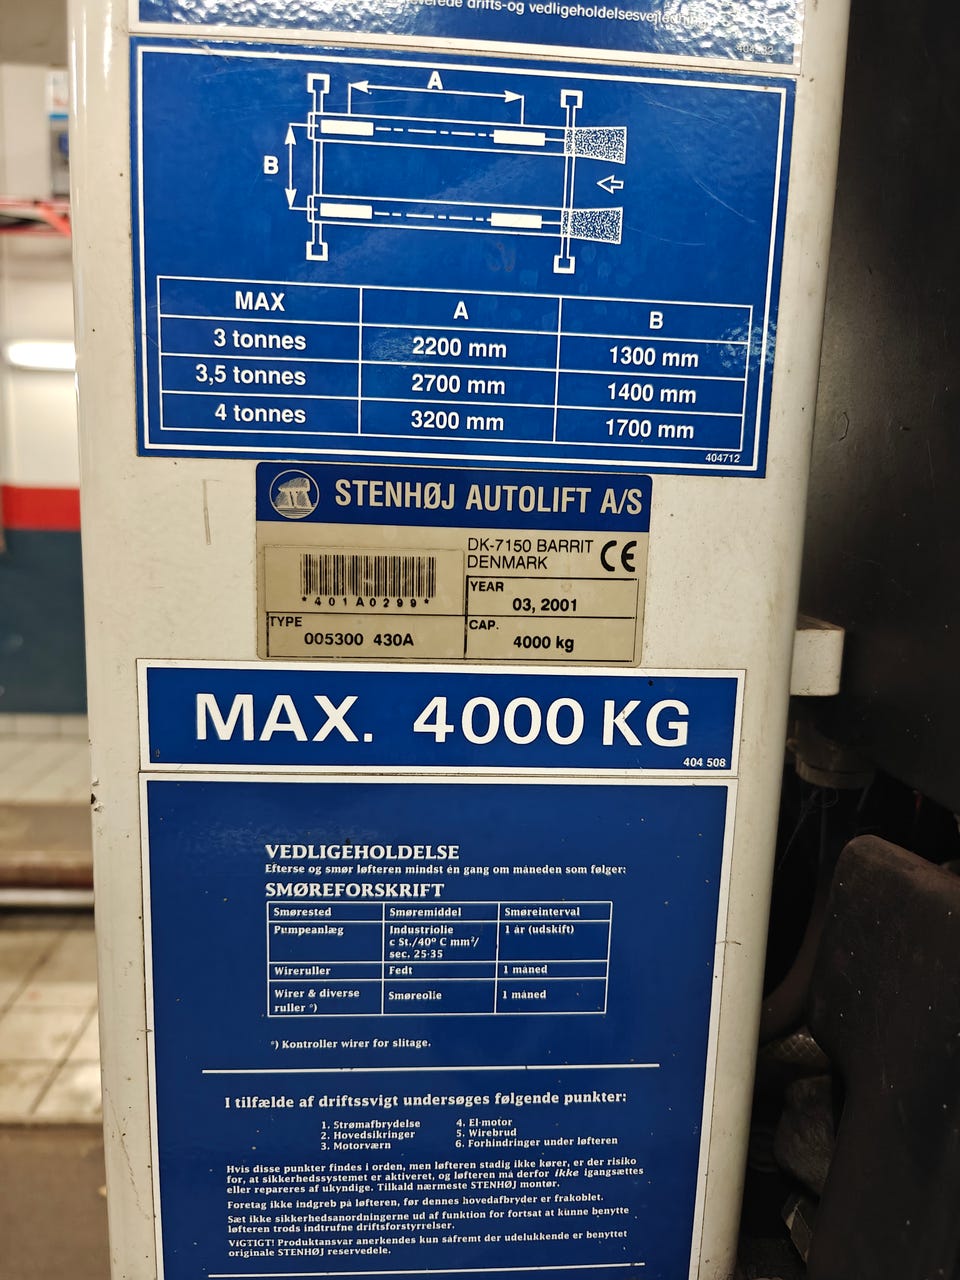 drifts-og vedligeholdelsesvejledning
A
B
MAX A B
3 tonnes 2200 mm 1300 mm
3,5 tonnes 2700 mm 1400 mm
4 tonnes 3200 mm 1700 mm
404712
STENHØJ AUTOLIFT A/S
DK-7150 BARRIT
DENMARK
CE
*401A0299*
YEAR
03, 2001
TYPE
005300 430A
CAP.
4000 kg
MAX. 4000 KG
404 508
VEDLIGEHOLDELSE
Efterse og smør løfteren mindst én gang om måneden som følger:
SMØREFORSKRIFT
Smørested Smøremiddel Smøreinterval
Pumpeanlæg Industriolie 1 år (udskift)
c St./40º C mm²/
sec. 25-35
Wireruller Fedt 1 måned
Wirer & diverse Smøreolie 1 måned
ruller *)
*) Kontroller wirer for slitage.
I tilfælde af driftssvigt undersøges følgende punkter:
1. Strømafbrydelse 4. El-motor
2. Hovedsikringer 5. Wirebrud
3. Motorværn 6. Forhindringer under løfteren
Hvis disse punkter findes i orden, men løfteren stadig ikke kører, er der risiko
for, at sikkerhedssystemet er aktiveret, og løfteren må derfor ikke igangsættes
eller repareres af ukyndige. Tilkald nærmeste STENHØJ montør.
Foretag ikke indgreb på løfteren, før dennes hovedafbryder er frakoblet.
Sæt ikke sikkerhedsanordningerne ud af funktion for fortsat at kunne benytte
løfteren trods indtrufne driftsforstyrrelser.
VIGTIGT! Produktansvar anerkendes kun såfremt der udelukkende er benyttet
originale STENHØJ reservedele.